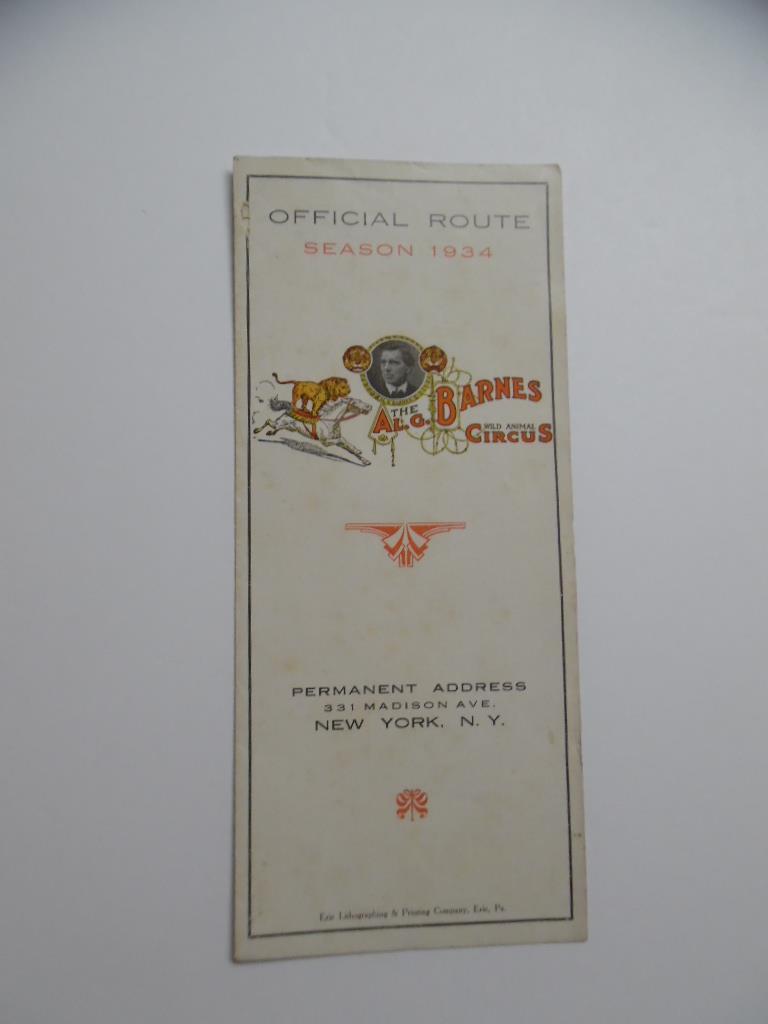 OFFICIAL ROUTE
SEASON 1934
THE
AL. G. BARNES
WILD ANIMAL
CIRCUS
PERMANENT ADDRESS
331 MADISON AVE.
NEW YORK, N. Y.
Erie Lithographing & Printing Company, Erie, Pa.